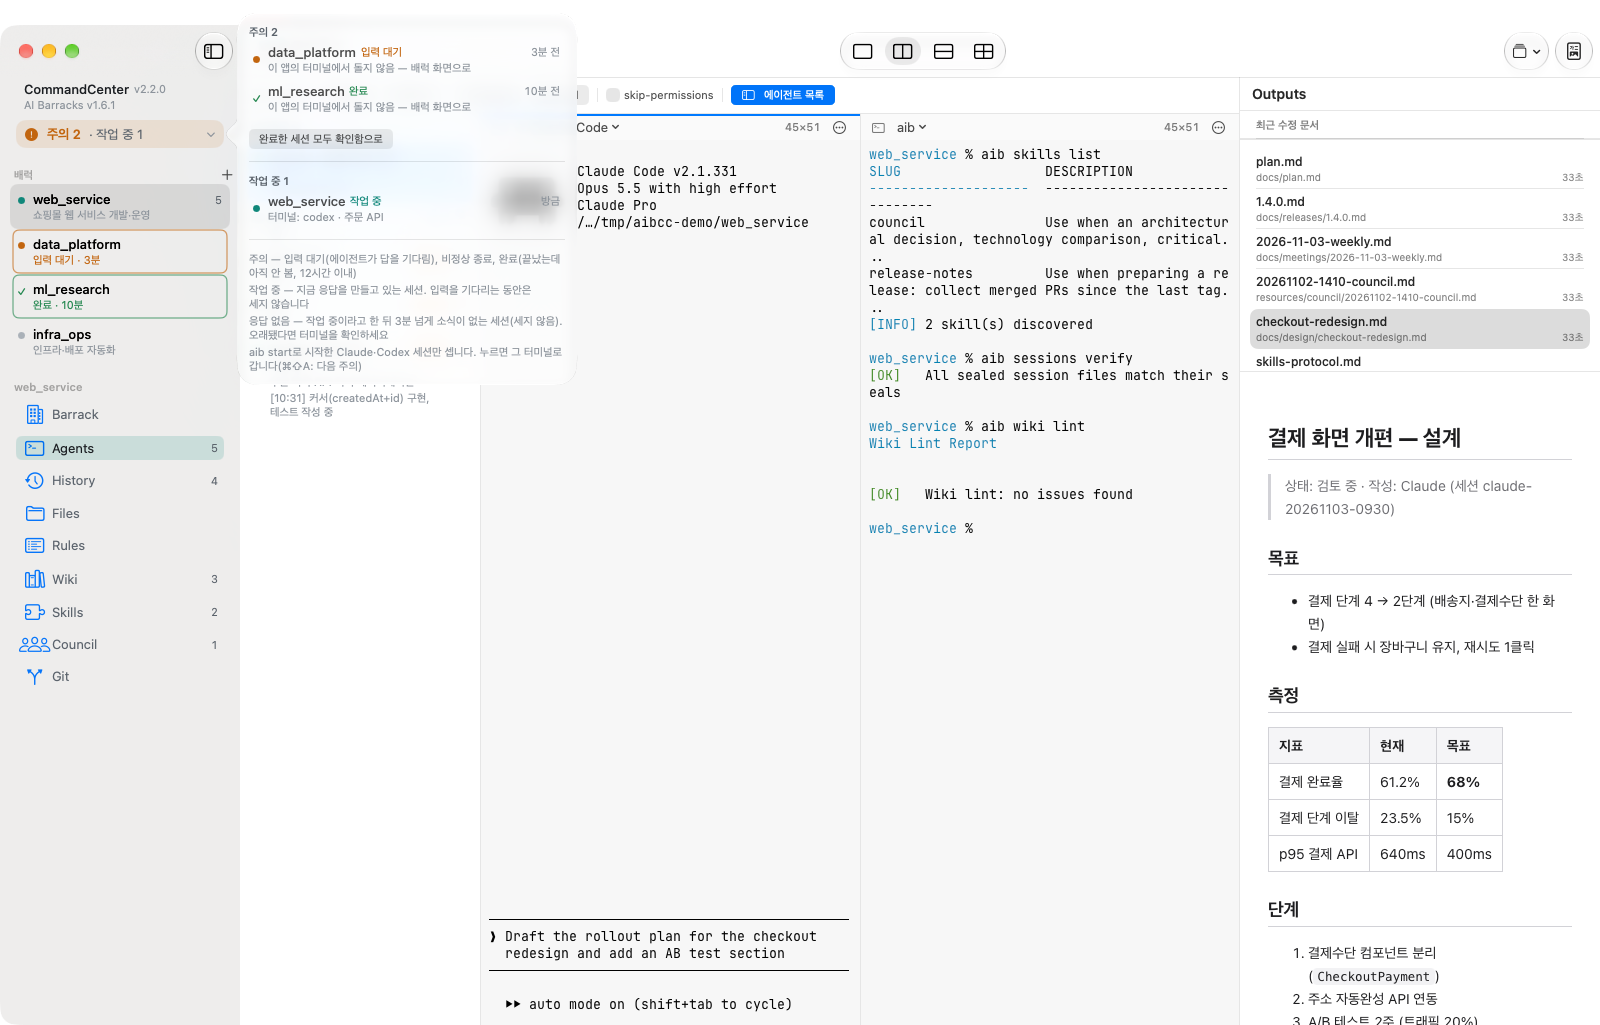 CommandCenter v2.2.0
AI Barracks v1.6.1
주의 2 · 작업 중 1
배럭
web_service 5
쇼핑몰 웹 서비스 개발·운영
data_platform
입력 대기 · 3분
ml_research
완료 · 10분
infra_ops
인프라·배포 자동화
web_service
Barrack
Agents 5
History 4
Files
Rules
Wiki 3
Skills 2
Council 1
Git
주의 2
data_platform 입력 대기 3분 전
이 앱의 터미널에서 돌지 않음 — 배럭 화면으로
ml_research 완료 10분 전
이 앱의 터미널에서 돌지 않음 — 배럭 화면으로
완료한 세션 모두 확인함으로
작업 중 1
web_service 작업 중 방금
터미널: codex · 주문 API
주의 — 입력 대기(에이전트가 답을 기다림), 비정상 종료, 완료(끝났는데
아직 안 봄, 12시간 이내)
작업 중 — 지금 응답을 만들고 있는 세션. 입력을 기다리는 동안은
세지 않습니다
응답 없음 — 작업 중이라고 한 뒤 3분 넘게 소식이 없는 세션(세지 않음).
오래됐다면 터미널을 확인하세요
aib start로 시작한 Claude·Codex 세션만 셉니다. 누르면 그 터미널로
갑니다(⌘⇧A: 다음 주의)
[10:31] 커서(createdAt+id) 구현,
테스트 작성 중
skip-permissions
에이전트 목록
Code 45×51
Claude Code v2.1.331
Opus 5.5 with high effort
Claude Pro
/…/tmp/aibcc-demo/web_service
❯ Draft the rollout plan for the checkout
redesign and add an AB test section
⏵⏵ auto mode on (shift+tab to cycle)
aib 45×51
web_service % aib skills list
SLUG DESCRIPTION
-------------------- -----------------------
--------
council Use when an architectur
al decision, technology comparison, critical.
..
release-notes Use when preparing a re
lease: collect merged PRs since the last tag.
..
[INFO] 2 skill(s) discovered
web_service % aib sessions verify
[OK] All sealed session files match their s
eals
web_service % aib wiki lint
Wiki Lint Report
[OK] Wiki lint: no issues found
web_service %
Outputs
최근 수정 문서
plan.md
docs/plan.md 33초
1.4.0.md
docs/releases/1.4.0.md 33초
2026-11-03-weekly.md
docs/meetings/2026-11-03-weekly.md 33초
20261102-1410-council.md
resources/council/20261102-1410-council.md 33초
checkout-redesign.md
docs/design/checkout-redesign.md 33초
skills-protocol.md
결제 화면 개편 — 설계
상태: 검토 중 · 작성: Claude (세션 claude-
20261103-0930)
목표
• 결제 단계 4 → 2단계 (배송지·결제수단 한 화
면)
• 결제 실패 시 장바구니 유지, 재시도 1클릭
측정
지표 현재 목표
결제 완료율 61.2% 68%
결제 단계 이탈 23.5% 15%
p95 결제 API 640ms 400ms
단계
1. 결제수단 컴포넌트 분리
( CheckoutPayment )
2. 주소 자동완성 API 연동
3. A/B 테스트 2주 (트래픽 20%)